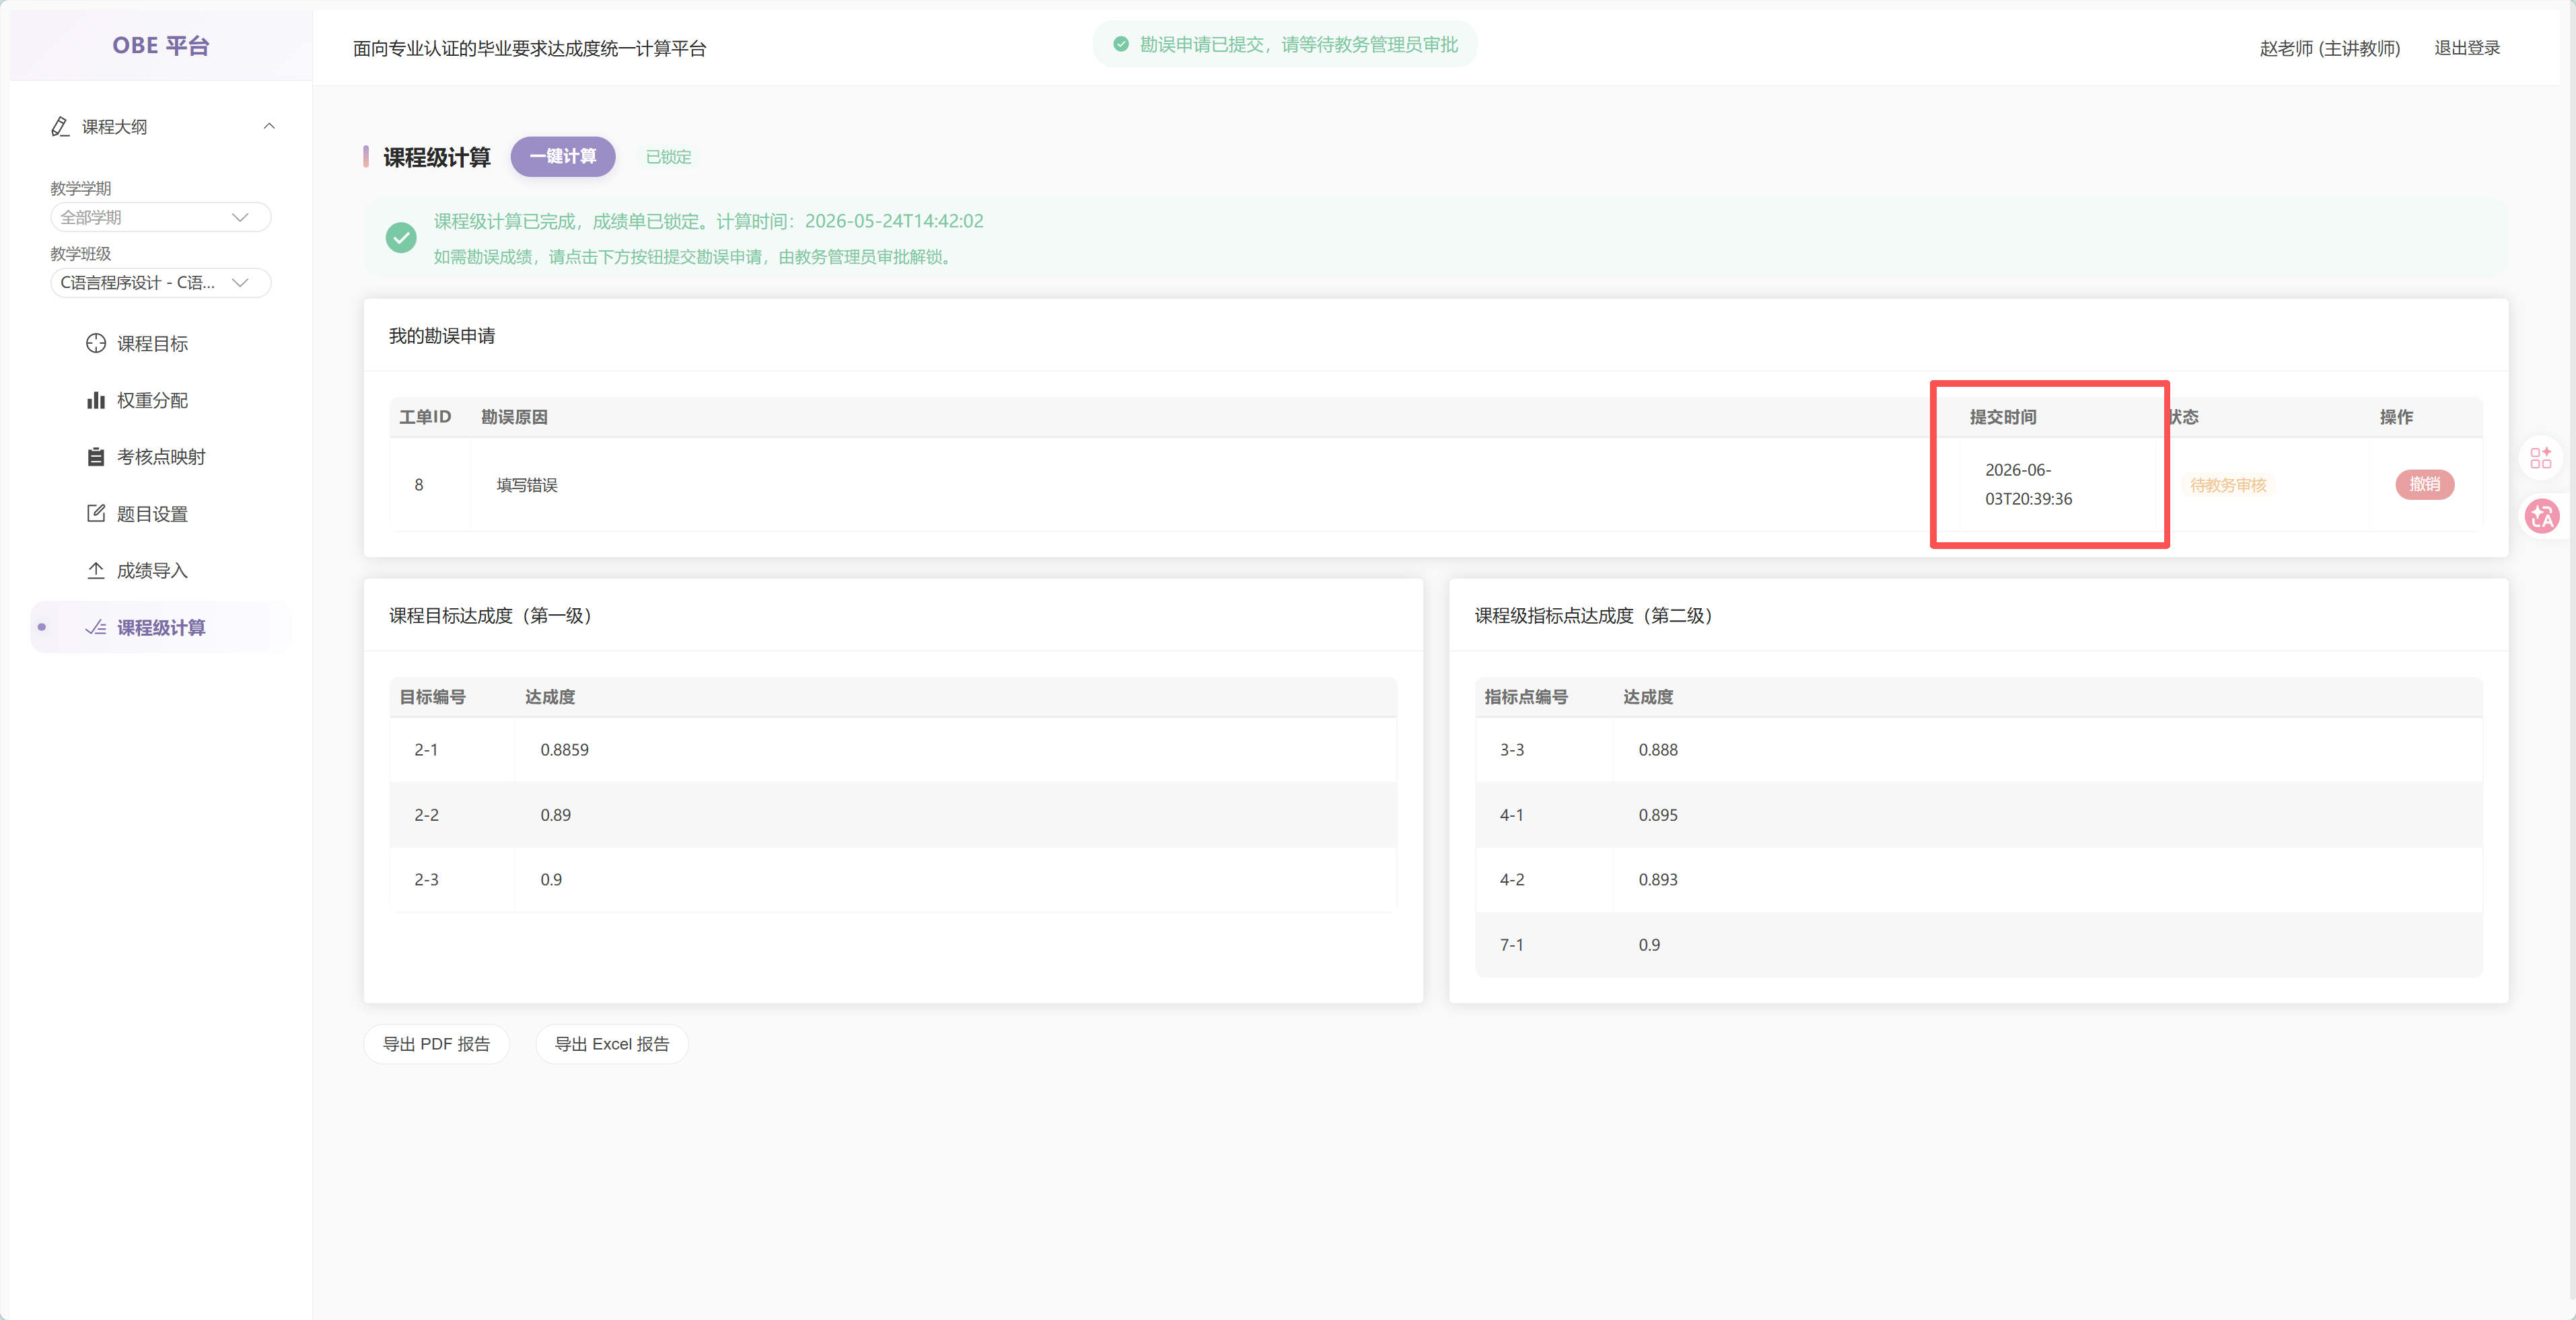 OBE 平台
面向专业认证的毕业要求达成度统一计算平台
勘误申请已提交，请等待教务管理员审批
赵老师 (主讲教师)
退出登录
课程大纲
教学学期
全部学期
教学班级
C语言程序设计 - C语...
课程目标
权重分配
考核点映射
题目设置
成绩导入
课程级计算
课程级计算
一键计算
已锁定
课程级计算已完成，成绩单已锁定。计算时间：2026-05-24T14:42:02
如需勘误成绩，请点击下方按钮提交勘误申请，由教务管理员审批解锁。
我的勘误申请
工单ID 勘误原因 提交时间 状态 操作
8 填写错误 2026-06-
03T20:39:36 待教务审核 撤销
课程目标达成度（第一级）
目标编号 达成度
2-1 0.8859
2-2 0.89
2-3 0.9
课程级指标点达成度（第二级）
指标点编号 达成度
3-3 0.888
4-1 0.895
4-2 0.893
7-1 0.9
导出 PDF 报告
导出 Excel 报告